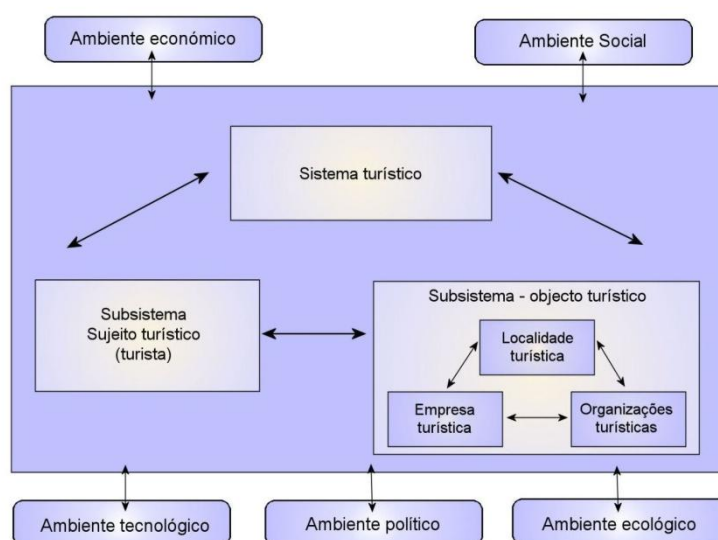 Ambiente económico
Ambiente Social
Sistema turístico
Subsistema
Sujeito turístico
(turista)
Subsistema - objecto turístico
Localidade
turística
Empresa
turística
Organizações
turísticas
Ambiente tecnológico
Ambiente político
Ambiente ecológico